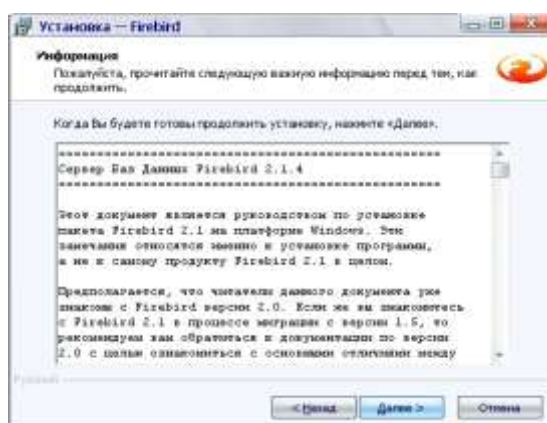 Установка — Firebird
Информация
Пожалуйста, прочитайте следующую важную информацию перед тем, как
продолжить.
Когда Вы будете готовы продолжить установку, нажмите «Далее».
Сервер Баз Данных Firebird 2.1.4
Этот документ является руководством по установке
пакета Firebird 2.1 на платформе Windows. Эти
замечания относятся именно к установке программы,
а не к самому продукту Firebird 2.1 в целом.
Предполагается, что читатели данного документа уже
знакомы с Firebird версии 2.0. Если же вы знакомитесь
с Firebird 2.1 в процессе миграции с версии 1.5, то
рекомендуем вам обратиться к документации по версии
2.0 с целью ознакомиться с основными отличиями между
Русский
< Назад
Далее >
Отмена